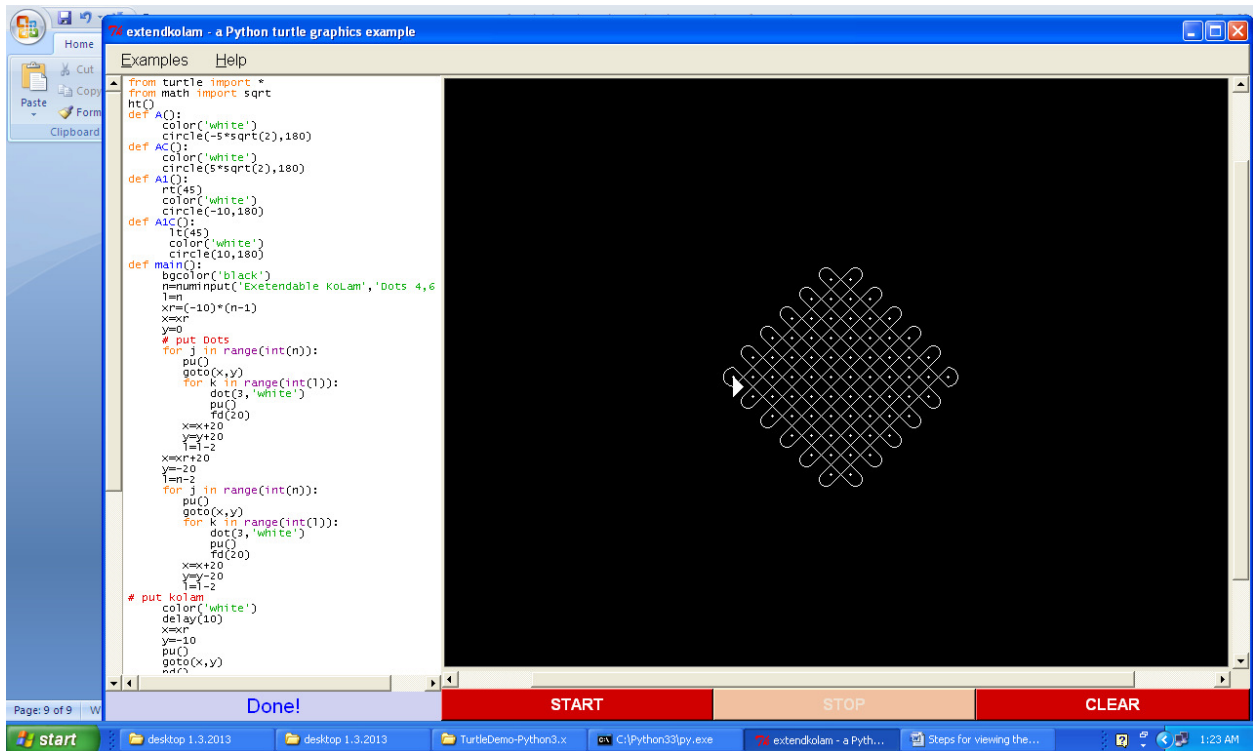 Home
Cut
Copy
Paste
Form
Clipboard
extendkolam - a Python turtle graphics example
Examples Help
from turtle import *
from math import sqrt
ht()
def A():
color('white')
circle(-5*sqrt(2),180)
def AC():
color('white')
circle(5*sqrt(2),180)
def A1():
rt(45)
color('white')
circle(-10,180)
def A1C():
lt(45)
color('white')
circle(10,180)
def main():
bgcolor('black')
n=numinput('Exetendable KoLam','Dots 4,6
l=n
xr=(-10)*(n-1)
x=xr
y=0
# put Dots
for j in range(int(n)):
pu()
goto(x,y)
for k in range(int(l)):
dot(3,'white')
pu()
fd(20)
x=x+20
y=y+20
l=l-2
x=xr+20
y=-20
l=n-2
for j in range(int(n)):
pu()
goto(x,y)
for k in range(int(l)):
dot(3,'white')
pu()
fd(20)
x=x+20
y=y-20
l=l-2
# put kolam
color('white')
delay(10)
x=xr
y=-10
pu()
goto(x,y)
Done! START STOP CLEAR
Page: 9 of 9 W
start desktop 1.3.2013 desktop 1.3.2013 TurtleDemo-Python3.x C:\Python33\py.exe extendkolam - a Pyth... Steps for viewing the... 1:23 AM